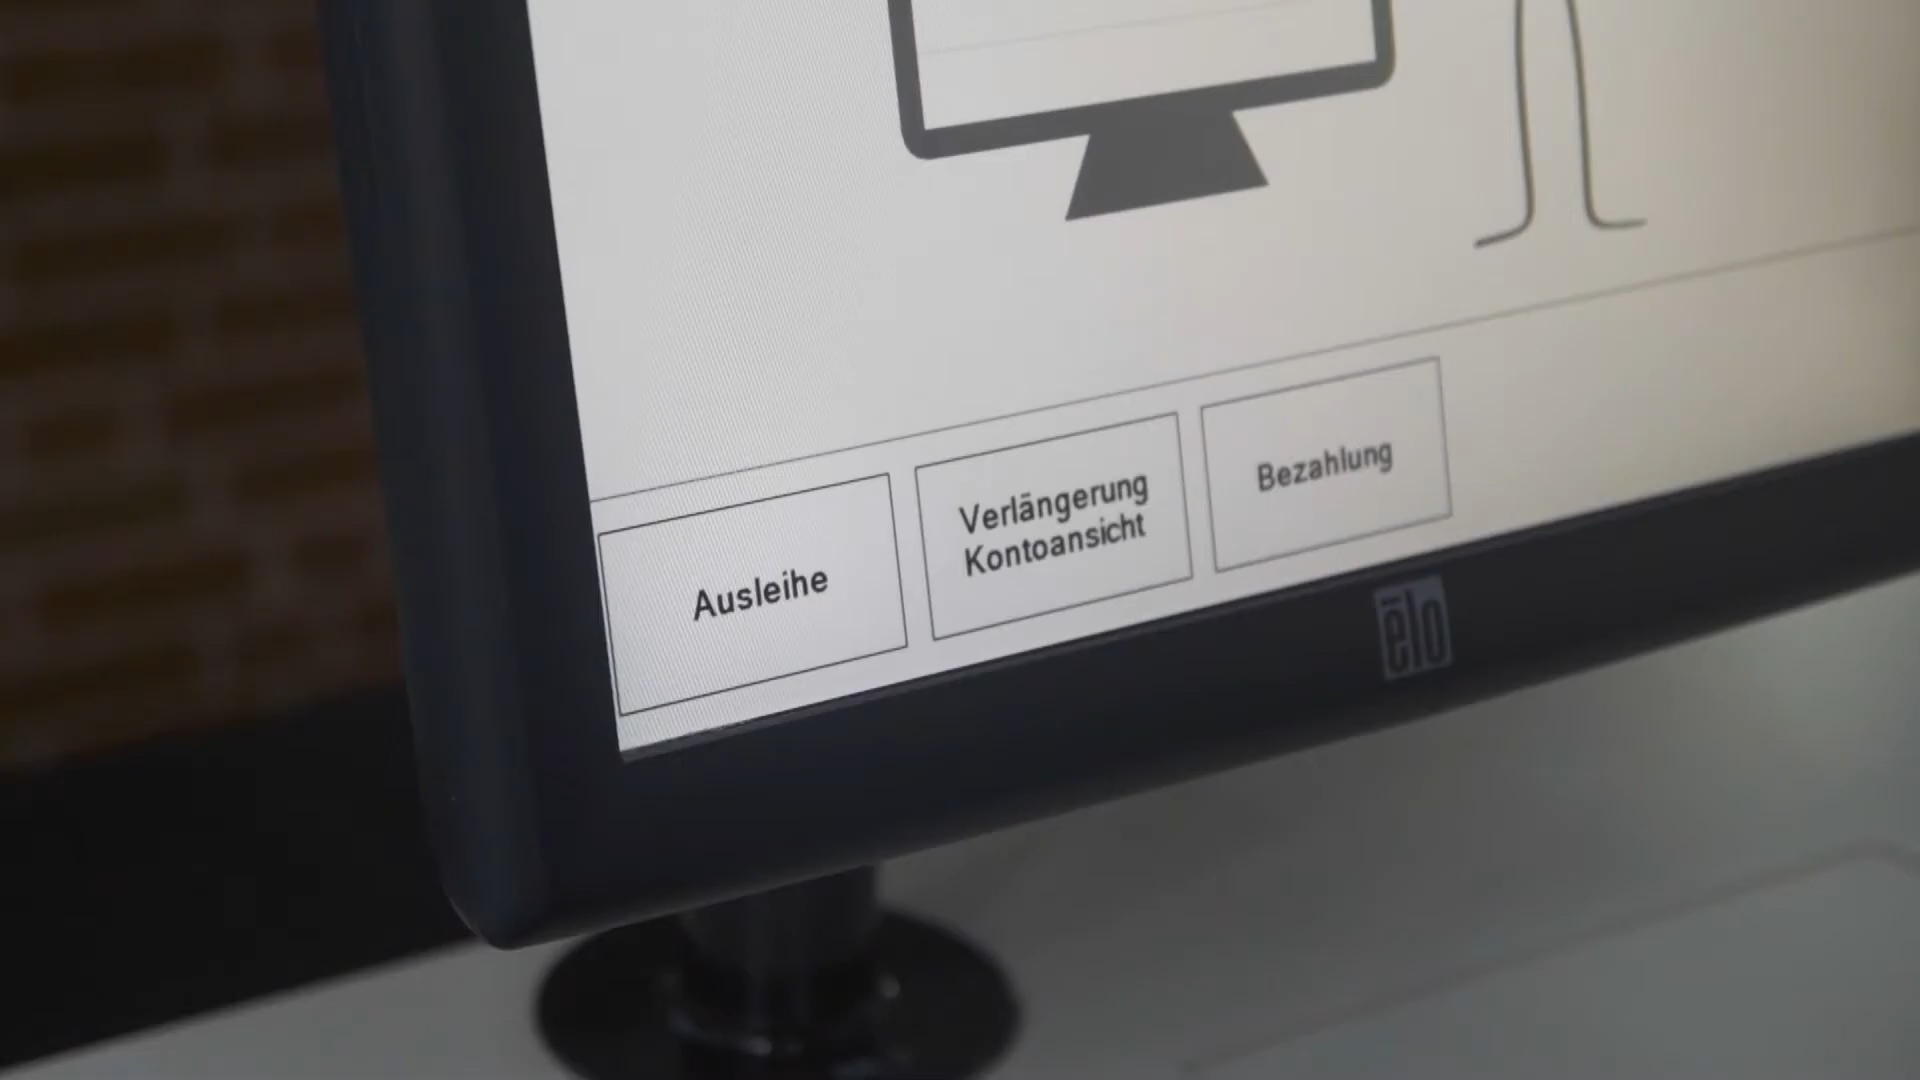 Ausleihe
Verlängerung
Kontoansicht
Bezahlung
elo